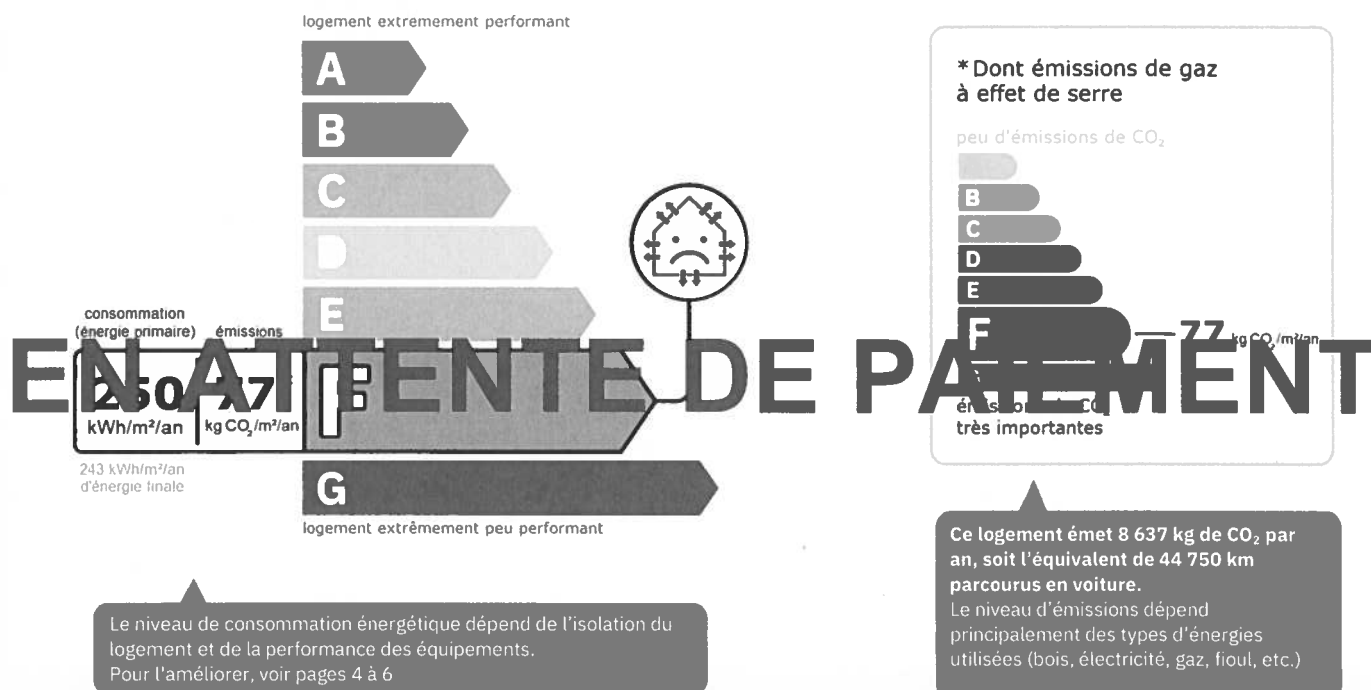 logement extremement performant
A
B
C
D
E
consommation
(énergie primaire)
émissions
250
kWh/m²/an
77
kg CO₂/m²/an
F
243 kWh/m²/an
d'énergie finale
G
logement extrêmement peu performant
Le niveau de consommation énergétique dépend de l'isolation du
logement et de la performance des équipements.
Pour l'améliorer, voir pages 4 à 6
EN ATTENTE DE PAIEMENT
*Dont émissions de gaz
à effet de serre
peu d'émissions de CO₂
B
C
D
E
F
77 kg CO₂/m²/an
émissions de CO₂
très importantes
Ce logement émet 8 637 kg de CO₂ par
an, soit l'équivalent de 44 750 km
parcourus en voiture.
Le niveau d'émissions dépend
principalement des types d'énergies
utilisées (bois, électricité, gaz, fioul, etc.)